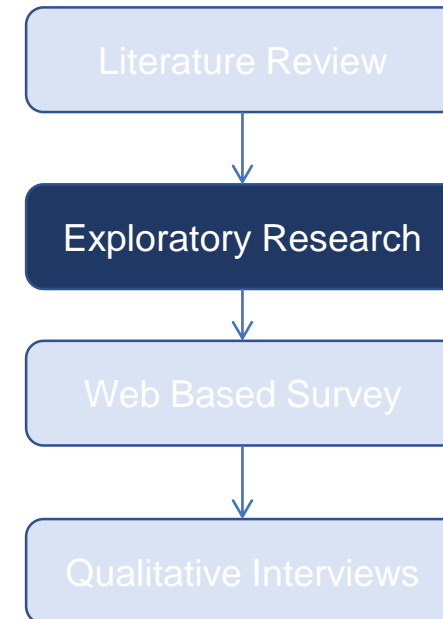 Literature Review
Exploratory Research
Web Based Survey
Qualitative Interviews